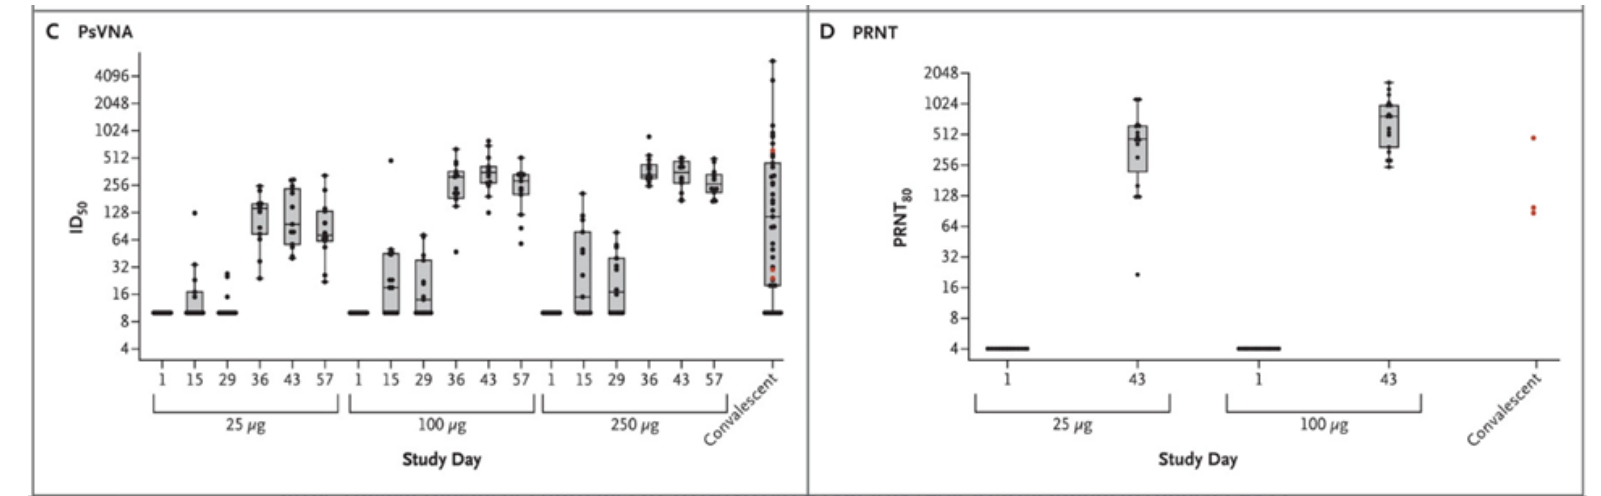 C PsVNA
4096
2048
1024
512
256
128
64
32
16
8
4
ID50
1 15 29 36 43 57 1 15 29 36 43 57 1 15 29 36 43 57 Convalescent
25 μg 100 μg 250 μg
Study Day
D PRNT
2048
1024
512
256
128
64
32
16
8
4
PRNT80
1 43 1 43 Convalescent
25 μg 100 μg
Study Day